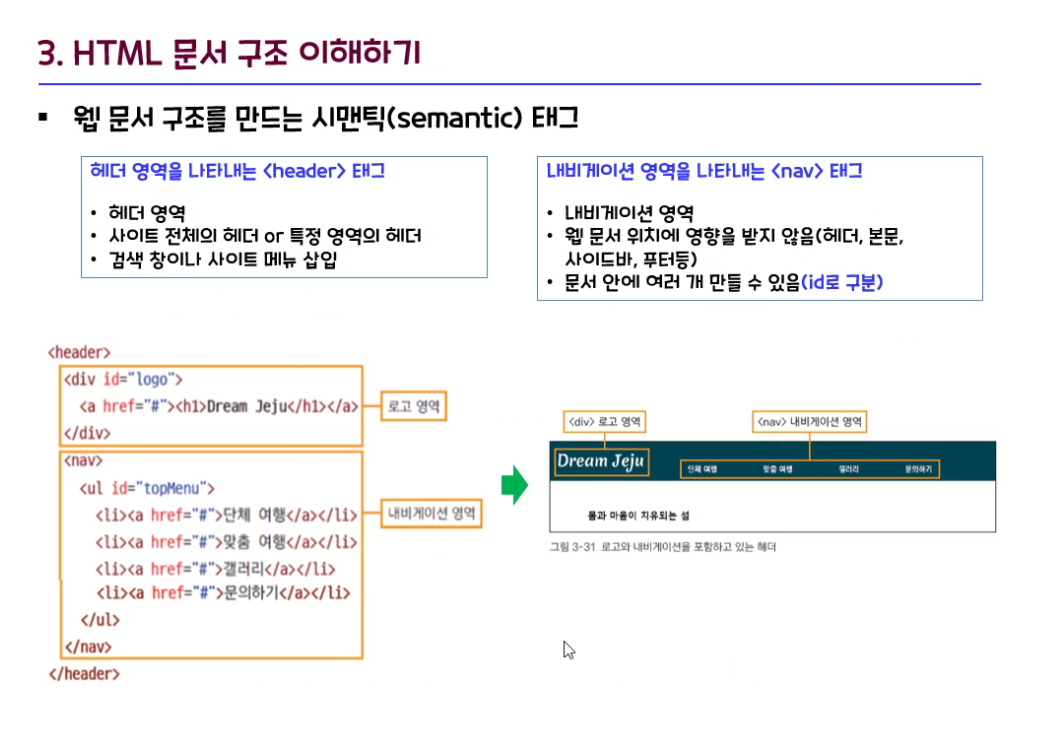 3. HTML 문서 구조 이해하기
▪ 웹 문서 구조를 만드는 시맨틱(semantic) 태그
헤더 영역을 나타내는 <header> 태그
• 헤더 영역
• 사이트 전체의 헤더 or 특정 영역의 헤더
• 검색 창이나 사이트 메뉴 삽입
내비게이션 영역을 나타내는 <nav> 태그
• 내비게이션 영역
• 웹 문서 위치에 영향을 받지 않음(헤더, 본문,
사이드바, 푸터등)
• 문서 안에 여러 개 만들 수 있음(id로 구분)
<header>
<div id="logo">
<a href="#"><h1>Dream Jeju</h1></a>
</div>
로고 영역
<nav>
<ul id="topMenu">
<li><a href="#">단체 여행</a></li>
<li><a href="#">맞춤 여행</a></li>
<li><a href="#">갤러리</a></li>
<li><a href="#">문의하기</a></li>
</ul>
</nav>
내비게이션 영역
</header>
<div> 로고 영역
<nav> 내비게이션 영역
Dream Jeju
단체 여행 맞춤 여행 갤러리 문의하기
몸과 마음이 치유되는 섬
그림 3-31 로고와 내비게이션을 포함하고 있는 헤더